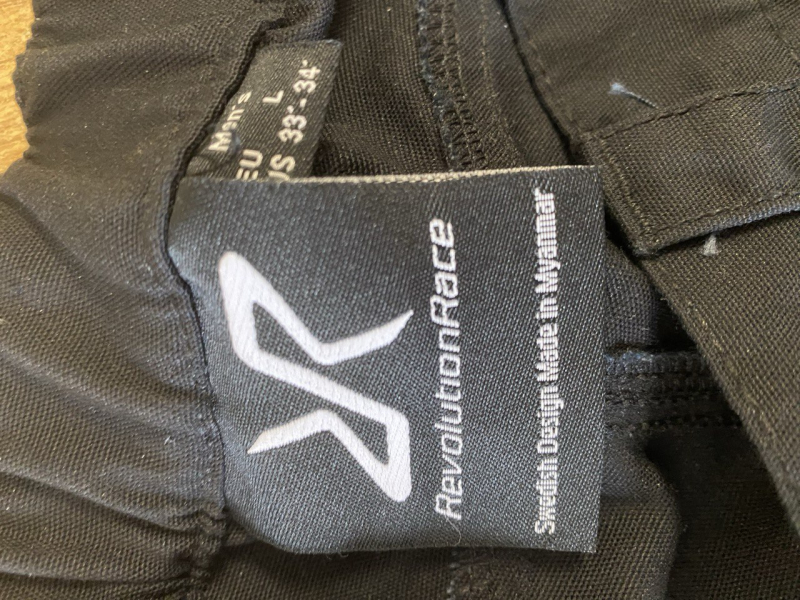 Men's
L
EU
US 33"-34"
RevolutionRace
Swedish Design Made in Myanmar